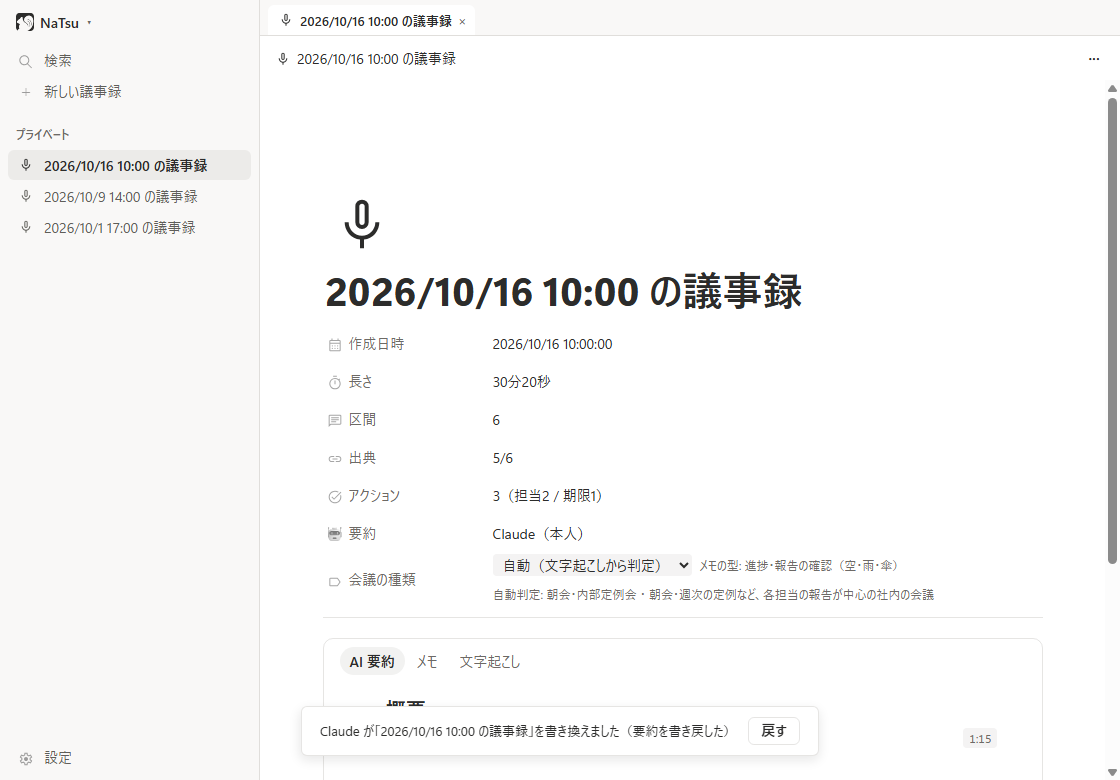 NaTsu
検索
新しい議事録
プライベート
2026/10/16 10:00 の議事録
2026/10/9 14:00 の議事録
2026/10/1 17:00 の議事録
設定
2026/10/16 10:00 の議事録 ×
2026/10/16 10:00 の議事録
2026/10/16 10:00 の議事録
作成日時 2026/10/16 10:00:00
長さ 30分20秒
区間 6
出典 5/6
アクション 3（担当2 / 期限1）
要約 Claude（本人）
会議の種類 自動（文字起こしから判定） メモの型: 進捗・報告の確認（空・雨・傘）
自動判定: 朝会・内部定例会・朝会・週次の定例など、各担当の報告が中心の社内の会議
AI 要約 メモ 文字起こし
概要
Claude が「2026/10/16 10:00 の議事録」を書き換えました（要約を書き戻した） 戻す
1:15